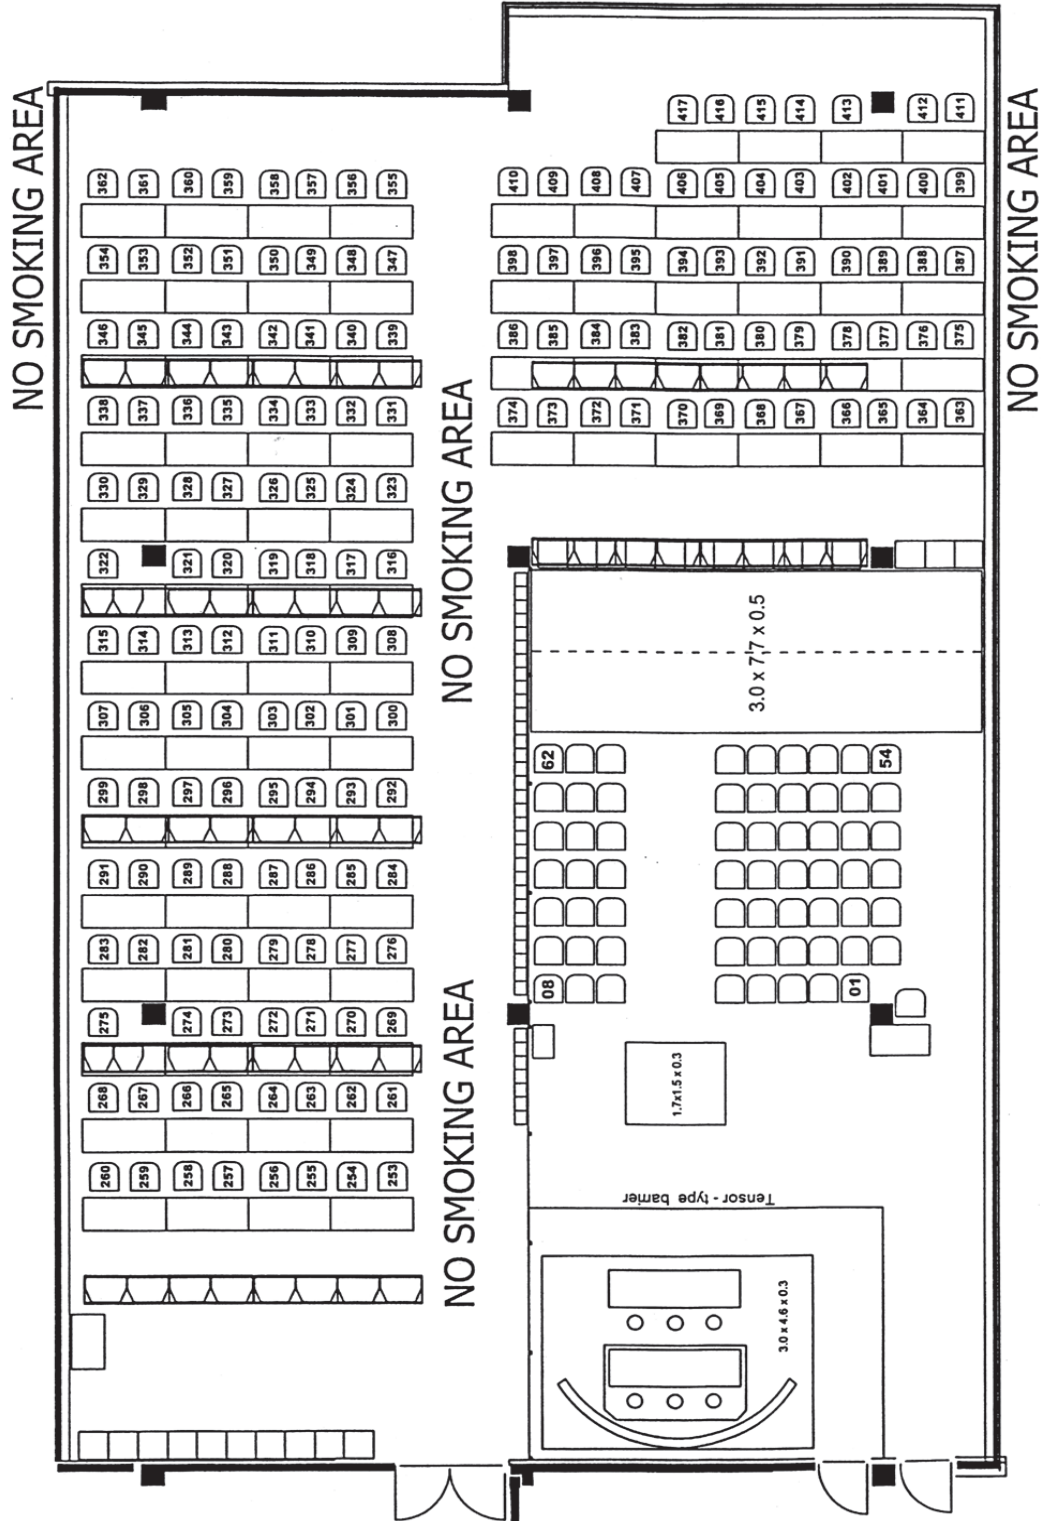 NO SMOKING AREA
NO SMOKING AREA
NO SMOKING AREA
NO SMOKING AREA
417 416 415 414 413 412 411
362 361 360 359 358 357 356 355
410 409 408 407 406 405 404 403 402 401 400 399
354 353 352 351 350 349 348 347
398 397 396 395 394 393 392 391 390 389 388 387
346 345 344 343 342 341 340 339
386 385 384 383 382 381 380 379 378 377 376 375
338 337 336 335 334 333 332 331
374 373 372 371 370 369 368 367 366 365 364 363
330 329 328 327 326 325 324 323
322 321 320 319 318 317 316
315 314 313 312 311 310 309 308
307 306 305 304 303 302 301 300
299 298 297 296 295 294 293 292
291 290 289 288 287 286 285 284
283 282 281 280 279 278 277 276
275 274 273 272 271 270 269
268 267 266 265 264 263 262 261
260 259 258 257 256 255 254 253
3.0 x 7,7 x 0.5
62 54
08 01
1.7x1.5 x 0.3
Tensor - type barrier
3.0 x 4.6 x 0.3